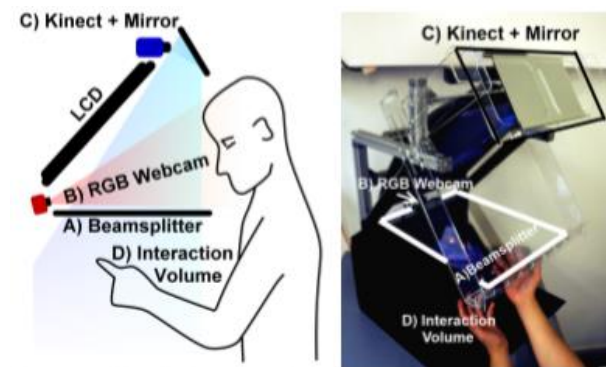 C) Kinect + Mirror
LCD
B) RGB Webcam
A) Beamsplitter
D) Interaction
Volume
C) Kinect + Mirror
B) RGB Webcam
A)Beamsplitter
D) Interaction
Volume